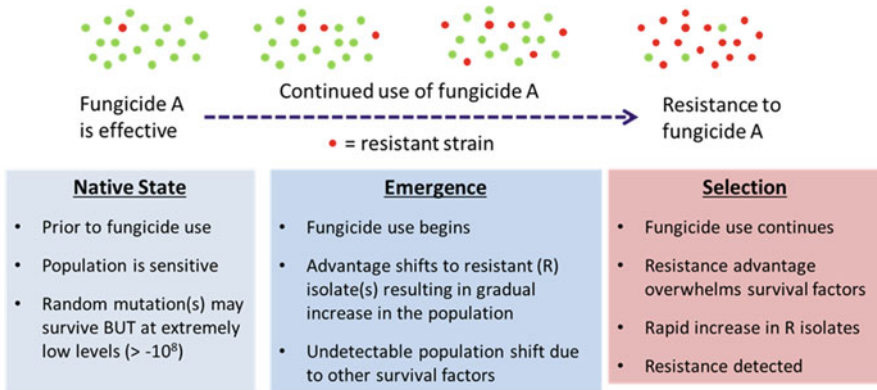 Fungicide A
is effective
Continued use of fungicide A
Resistance to
fungicide A
• = resistant strain
Native State
• Prior to fungicide use
• Population is sensitive
• Random mutation(s) may
survive BUT at extremely
low levels (> -10⁸)
Emergence
• Fungicide use begins
• Advantage shifts to resistant (R)
isolate(s) resulting in gradual
increase in the population
• Undetectable population shift due
to other survival factors
Selection
• Fungicide use continues
• Resistance advantage
overwhelms survival factors
• Rapid increase in R isolates
• Resistance detected